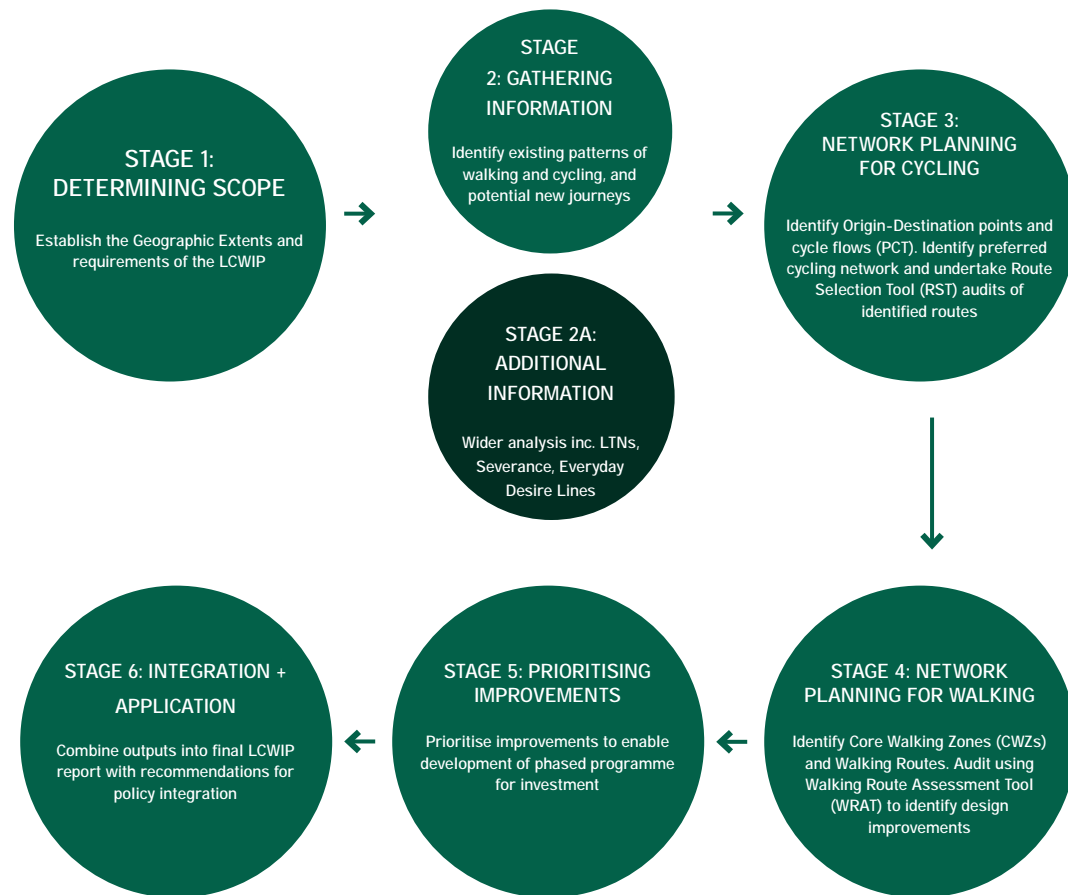 STAGE 1:
DETERMINING SCOPE
Establish the Geographic Extents and
requirements of the LCWIP
STAGE
2: GATHERING
INFORMATION
Identify existing patterns of
walking and cycling, and
potential new journeys
STAGE 2A:
ADDITIONAL
INFORMATION
Wider analysis inc. LTNs,
Severance, Everyday
Desire Lines
STAGE 3:
NETWORK PLANNING
FOR CYCLING
Identify Origin-Destination points and
cycle flows (PCT). Identify preferred
cycling network and undertake Route
Selection Tool (RST) audits of
identified routes
STAGE 4: NETWORK
PLANNING FOR WALKING
Identify Core Walking Zones (CWZs)
and Walking Routes. Audit using
Walking Route Assessment Tool
(WRAT) to identify design
improvements
STAGE 5: PRIORITISING
IMPROVEMENTS
Prioritise improvements to enable
development of phased programme
for investment
STAGE 6: INTEGRATION +
APPLICATION
Combine outputs into final LCWIP
report with recommendations for
policy integration